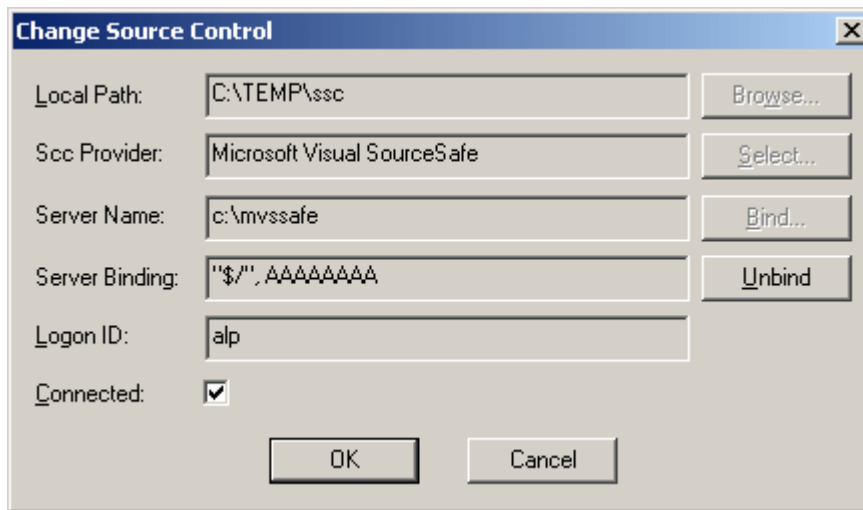 Change Source Control
Local Path: C:\TEMP\ssc Browse...
Scc Provider: Microsoft Visual SourceSafe Select...
Server Name: c:\mvssafe Bind...
Server Binding: "$/", AAAAAAAA Unbind
Logon ID: alp
Connected:
OK Cancel